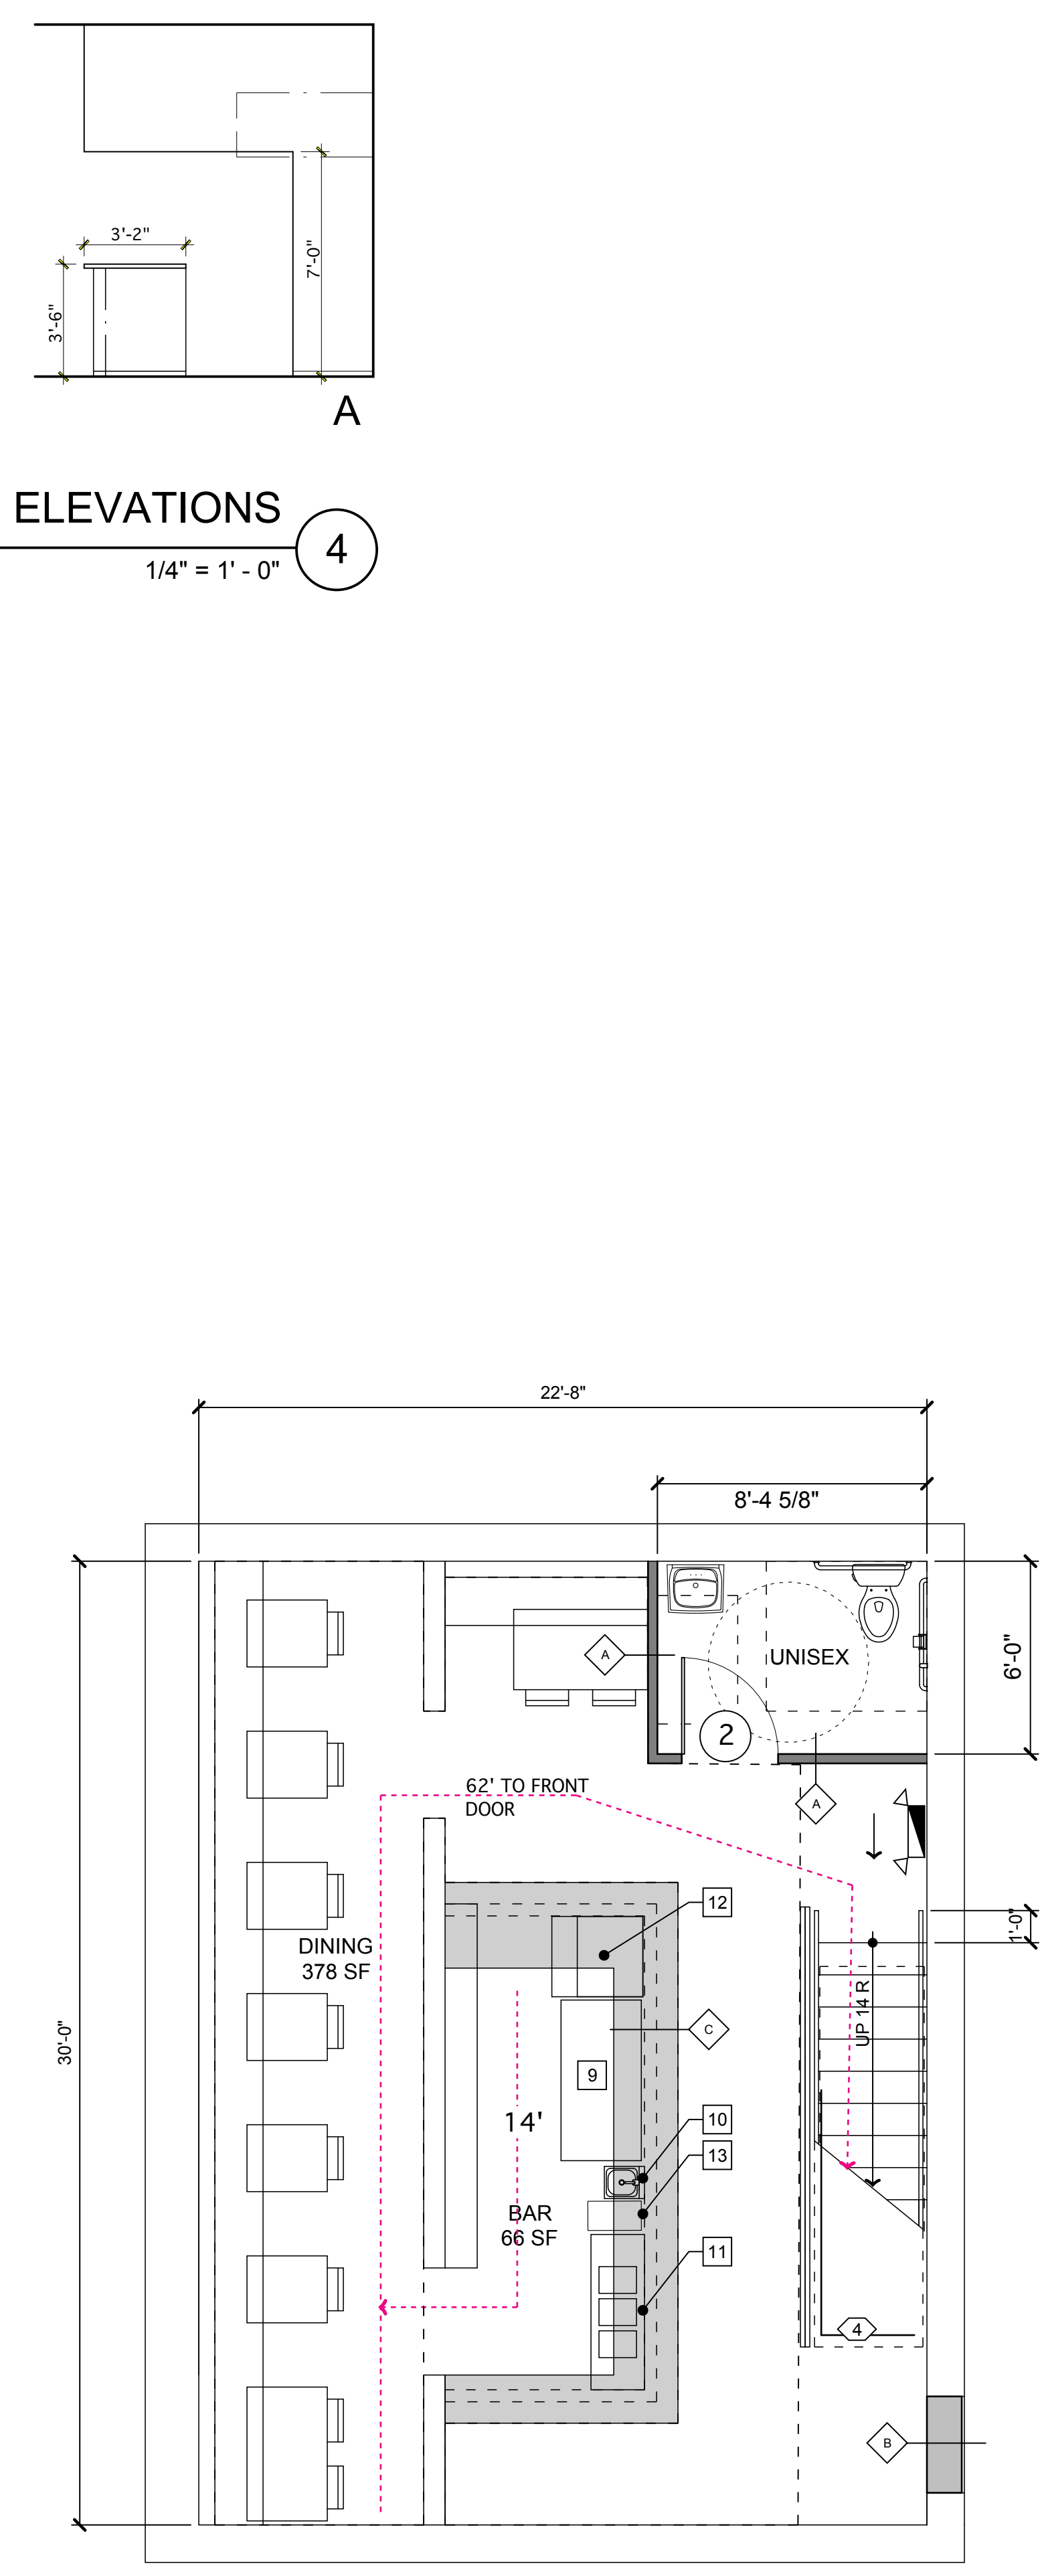 3'-2"
7'-0"
3'-6"
A
ELEVATIONS
4
1/4" = 1' - 0"
22'-8"
8'-4 5/8"
A
UNISEX
6'-0"
2
62' TO FRONT
DOOR
A
12
1'-0"
DINING
378 SF
UP 14 R
C
30'-0"
9
14'
10
13
BAR
66 SF
11
4
B